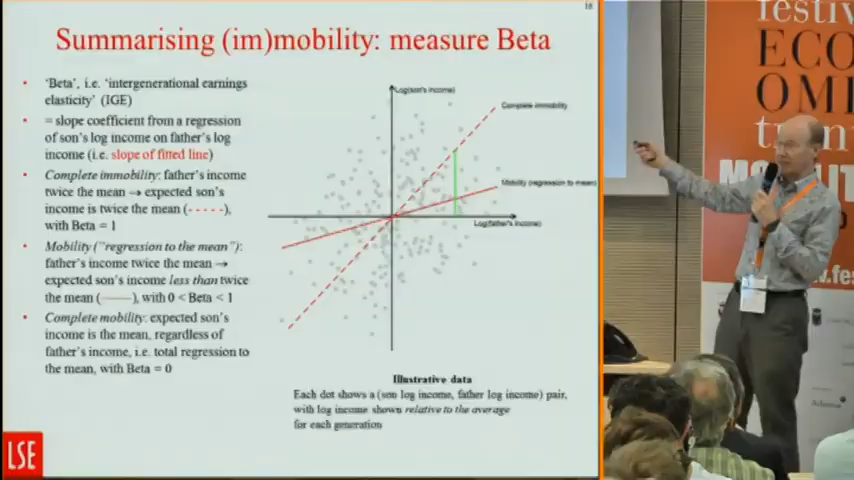 18
Summarising (im)mobility: measure Beta
• 'Beta', i.e. 'intergenerational earnings
elasticity' (IGE)
• = slope coefficient from a regression
of son's log income on father's log
income (i.e. slope of fitted line)
• Complete immobility: father's income
twice the mean → expected son's
income is twice the mean (- - - - -),
with Beta = 1
• Mobility ("regression to the mean"):
father's income twice the mean →
expected son's income less than twice
the mean (——), with 0 < Beta < 1
• Complete mobility: expected son's
income is the mean, regardless of
father's income, i.e. total regression to
the mean, with Beta = 0
Log(son's income)
Complete immobility
Mobility (regression to mean)
Log(father's income)
Illustrative data
Each dot shows a (son log income, father log income) pair,
with log income shown relative to the average
for each generation
LSE
festiv
ECO
OMI